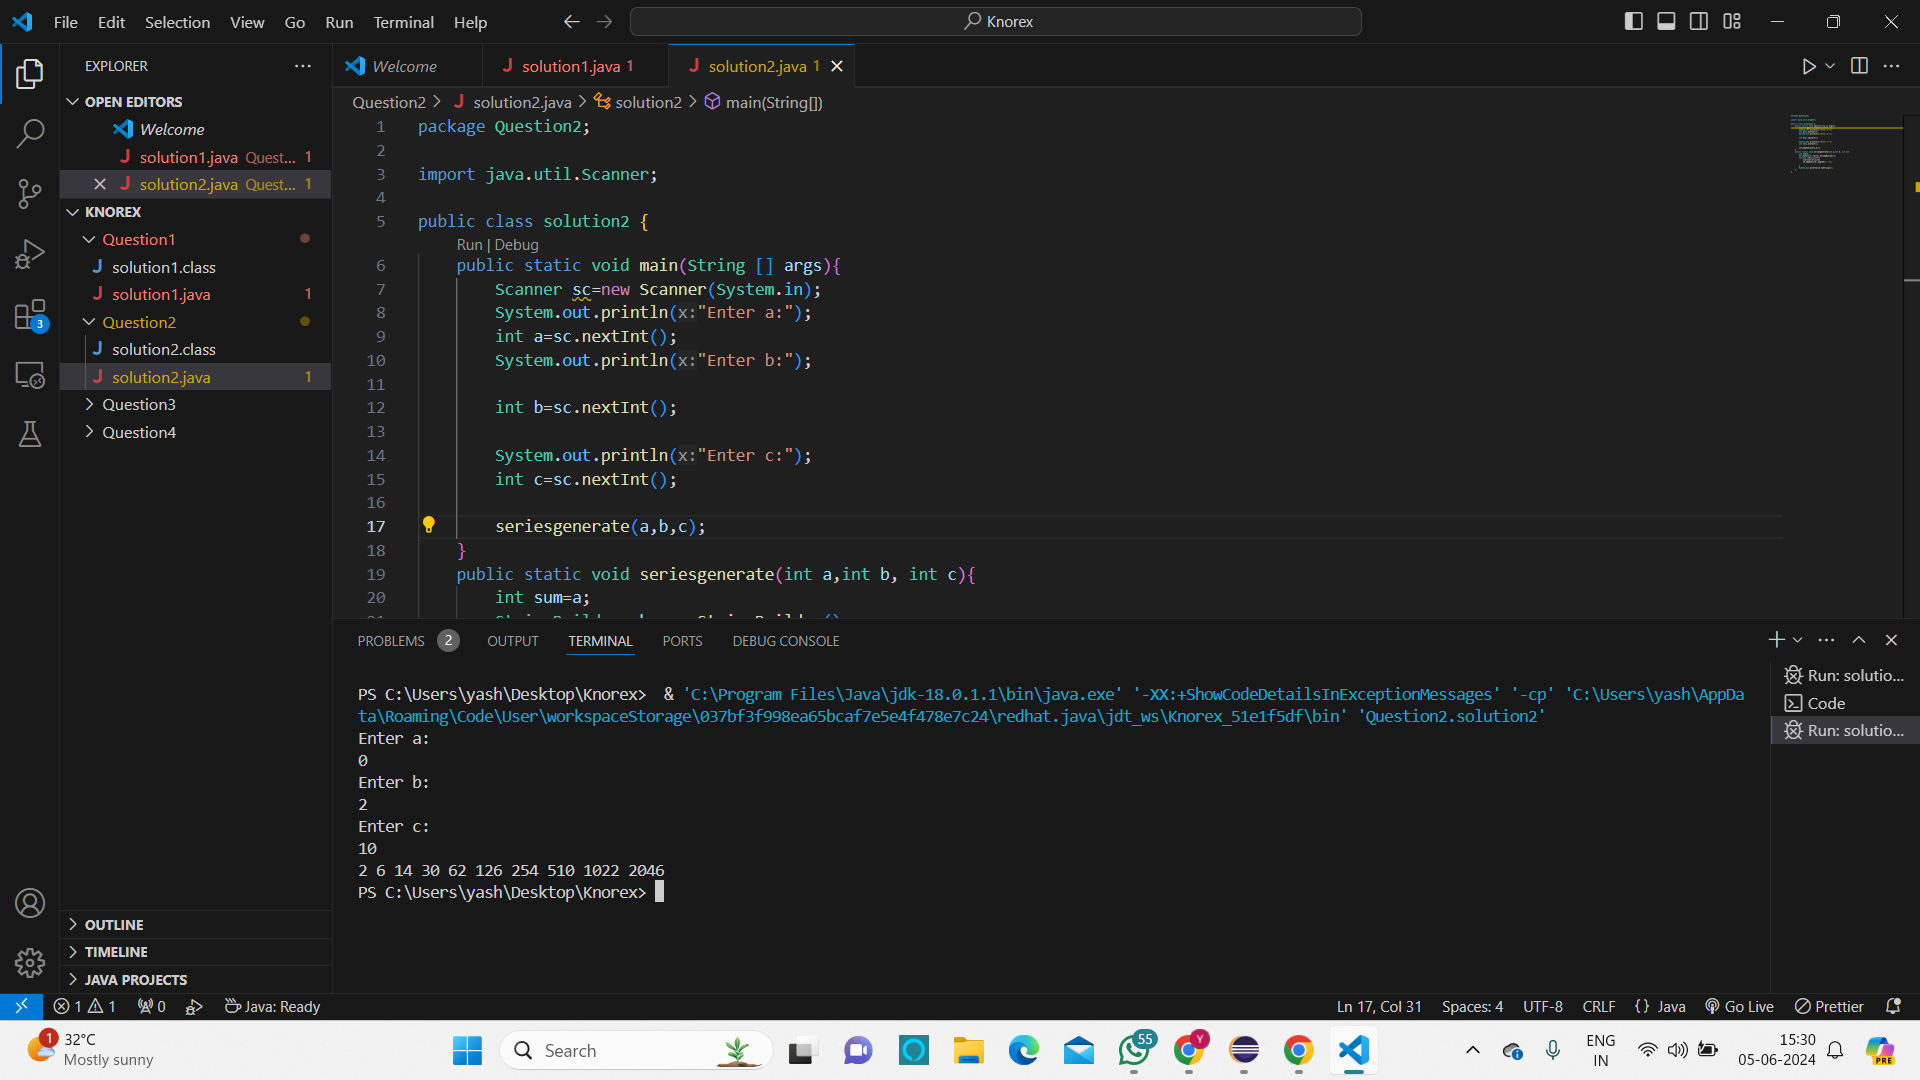 File Edit Selection View Go Run Terminal Help
Knorex
EXPLORER
OPEN EDITORS
Welcome
solution1.java Quest... 1
solution2.java Quest... 1
KNOREX
Question1
solution1.class
solution1.java 1
Question2
solution2.class
solution2.java 1
Question3
Question4
OUTLINE
TIMELINE
JAVA PROJECTS
3
Welcome solution1.java 1 solution2.java 1
Question2 > solution2.java > solution2 > main(String[])
1 package Question2;
2
3 import java.util.Scanner;
4
5 public class solution2 {
Run | Debug
6 public static void main(String [] args){
7 Scanner sc=new Scanner(System.in);
8 System.out.println(x:"Enter a:");
9 int a=sc.nextInt();
10 System.out.println(x:"Enter b:");
11
12 int b=sc.nextInt();
13
14 System.out.println(x:"Enter c:");
15 int c=sc.nextInt();
16
17 seriesgenerate(a,b,c);
18 }
19 public static void seriesgenerate(int a,int b, int c){
20 int sum=a;
PROBLEMS 2 OUTPUT TERMINAL PORTS DEBUG CONSOLE
PS C:\Users\yash\Desktop\Knorex> & 'C:\Program Files\Java\jdk-18.0.1.1\bin\java.exe' '-XX:+ShowCodeDetailsInExceptionMessages' '-cp' 'C:\Users\yash\AppDa
ta\Roaming\Code\User\workspaceStorage\037bf3f998ea65bcaf7e5e4f478e7c24\redhat.java\jdt_ws\Knorex_51e1f5df\bin' 'Question2.solution2'
Enter a:
0
Enter b:
2
Enter c:
10
2 6 14 30 62 126 254 510 1022 2046
PS C:\Users\yash\Desktop\Knorex>
Run: solutio...
Code
Run: solutio...
1 1 0 Java: Ready
Ln 17, Col 31 Spaces: 4 UTF-8 CRLF {} Java Go Live Prettier
1
32°C
Mostly sunny
Search
55
Y
ENG
IN
15:30
05-06-2024
PRE